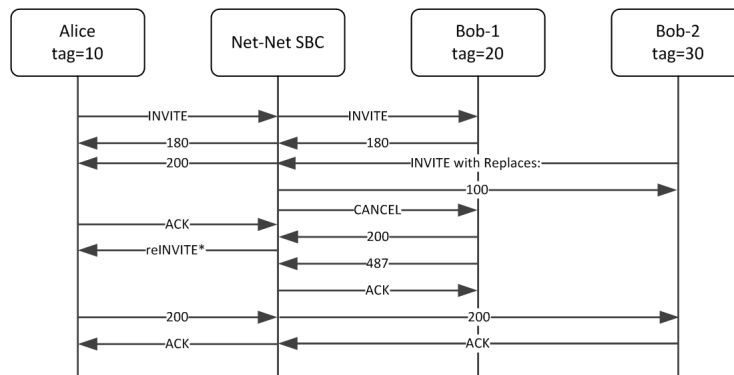 Alice
tag=10
Net-Net SBC
Bob-1
tag=20
Bob-2
tag=30
INVITE INVITE
180 180
200 INVITE with Replaces:
100
CANCEL
ACK
200
reINVITE*
487
ACK
200 200
ACK ACK